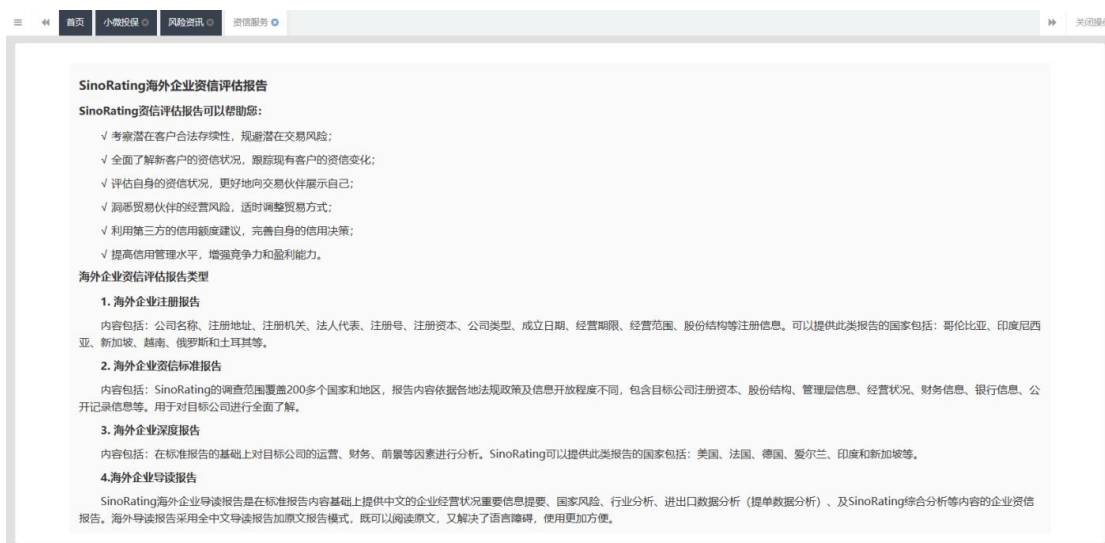 首页 小微投保 风险资讯 资信服务 关闭操作
SinoRating海外企业资信评估报告
SinoRating资信评估报告可以帮助您：
√ 考察潜在客户合法存续性，规避潜在交易风险；
√ 全面了解新客户的资信状况，跟踪现有客户的资信变化；
√ 评估自身的资信状况，更好地向交易伙伴展示自己；
√ 洞悉贸易伙伴的经营风险，适时调整贸易方式；
√ 利用第三方的信用额度建议，完善自身的信用决策；
√ 提高信用管理水平，增强竞争力和盈利能力。
海外企业资信评估报告类型
1. 海外企业注册报告
内容包括：公司名称、注册地址、注册机关、法人代表、注册号、注册资本、公司类型、成立日期、经营期限、经营范围、股份结构等注册信息。可以提供此类报告的国家包括：哥伦比亚、印度尼西
亚、新加坡、越南、俄罗斯和土耳其等。
2. 海外企业资信标准报告
内容包括：SinoRating的调查范围覆盖200多个国家和地区，报告内容依据各地法规政策及信息开放程度不同，包含目标公司注册资本、股份结构、管理层信息、经营状况、财务信息、银行信息、公
开记录信息等。用于对目标公司进行全面了解。
3. 海外企业深度报告
内容包括：在标准报告的基础上对目标公司的运营、财务、前景等因素进行分析。SinoRating可以提供此类报告的国家包括：美国、法国、德国、爱尔兰、印度和新加坡等。
4.海外企业导读报告
SinoRating海外企业导读报告是在标准报告内容基础上提供中文的企业经营状况重要信息提要、国家风险、行业分析、进出口数据分析（提单数据分析）、及SinoRating综合分析等内容的企业资信
报告。海外导读报告采用全中文导读报告加原文报告模式，既可以阅读原文，又解决了语言障碍，使用更加方便。